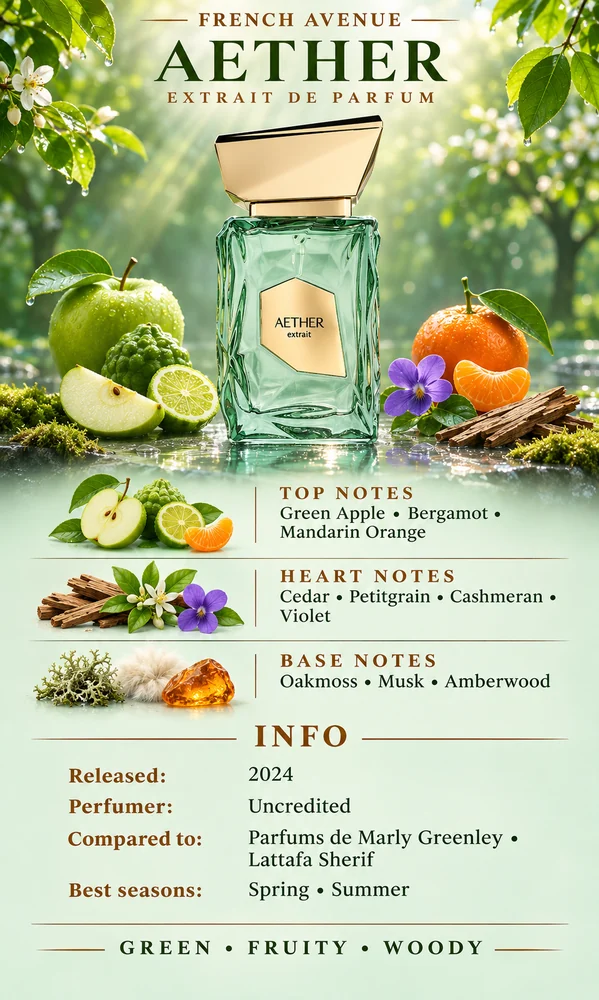 FRENCH AVENUE
AETHER
EXTRAIT DE PARFUM
AETHER
extrait
TOP NOTES
Green Apple • Bergamot •
Mandarin Orange
HEART NOTES
Cedar • Petitgrain • Cashmeran •
Violet
BASE NOTES
Oakmoss • Musk • Amberwood
INFO
Released: 2024
Perfumer: Uncredited
Compared to: Parfums de Marly Greenley •
Lattafa Sherif
Best seasons: Spring • Summer
GREEN • FRUITY • WOODY